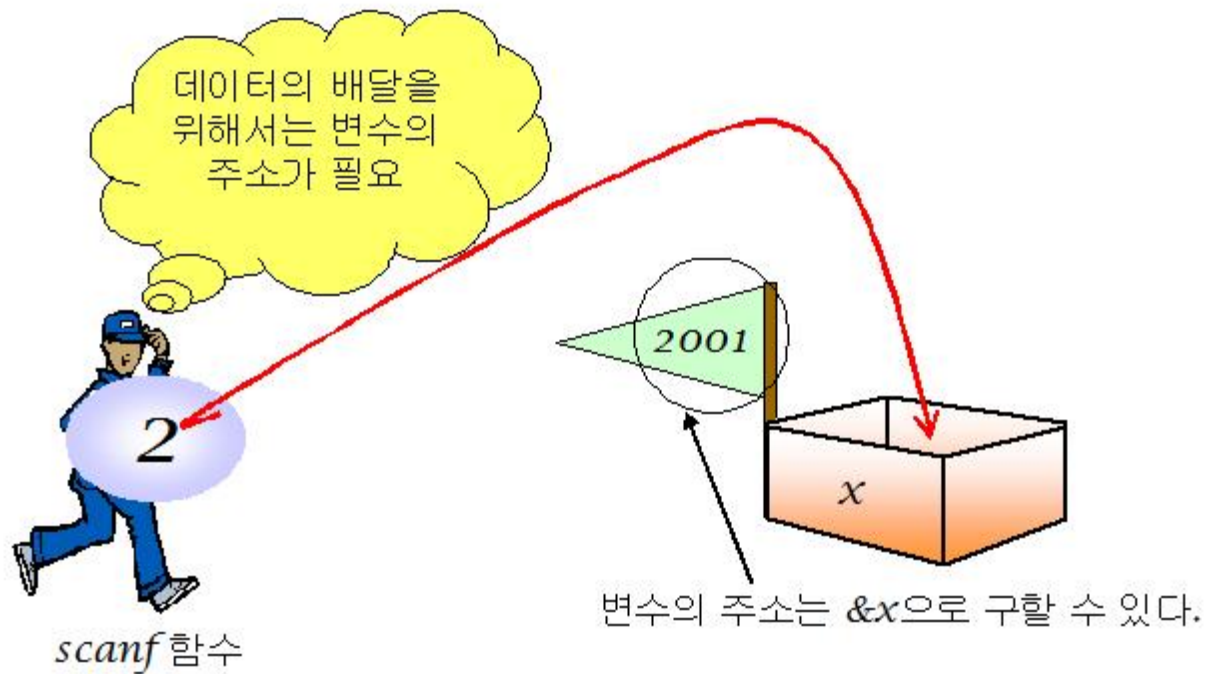 데이터의 배달을
위해서는 변수의
주소가 필요
2001
2
x
변수의 주소는 &x으로 구할 수 있다.
scanf 함수